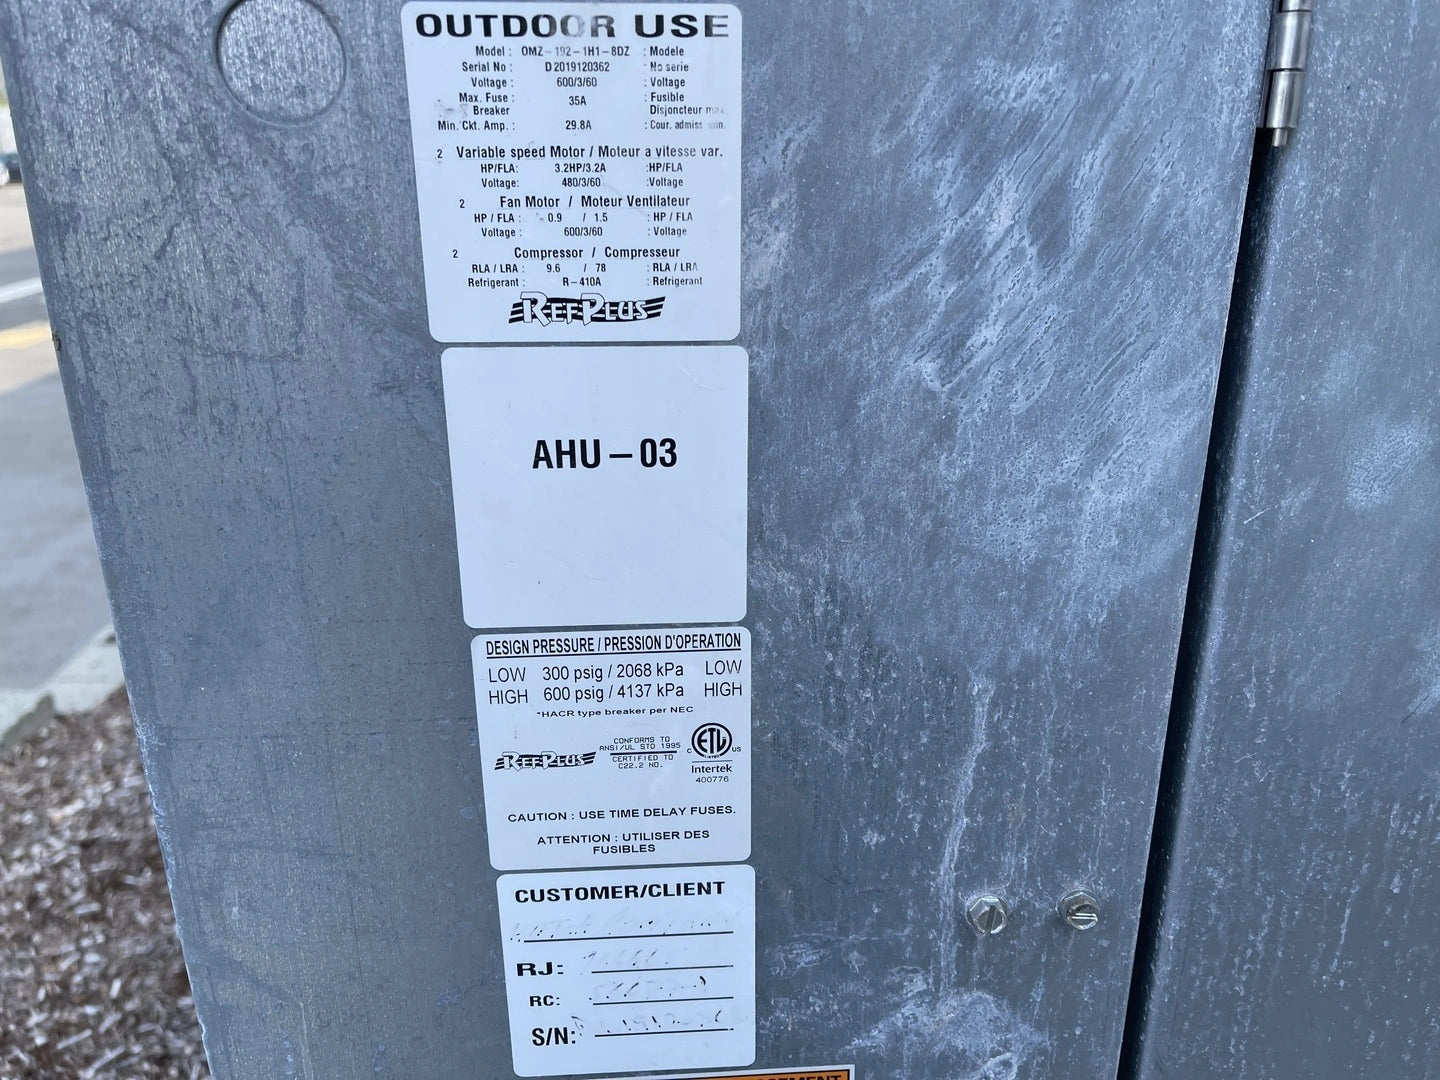 OUTDOOR USE
Model : OMZ-192-1H1-8DZ : Modele
Serial No : D2019120362 : No serie
Voltage : 600/3/60 : Voltage
Max. Fuse : 35A : Fusible
Breaker Disjoncteur max.
Min. Ckt. Amp. : 29.8A : Cour. admiss min.
2 Variable speed Motor / Moteur a vitesse var.
HP/FLA: 3.2HP/3.2A :HP/FLA
Voltage: 480/3/60 :Voltage
2 Fan Motor / Moteur Ventilateur
HP / FLA : 0.9 / 1.5 : HP / FLA
Voltage : 600/3/60 : Voltage
2 Compressor / Compresseur
RLA / LRA : 9.6 / 78 : RLA / LRA
Refrigerant : R-410A : Refrigerant
REFPLUS
AHU-03
DESIGN PRESSURE / PRESSION D'OPERATION
LOW 300 psig / 2068 kPa LOW
HIGH 600 psig / 4137 kPa HIGH
*HACR type breaker per NEC
REFPLUS
CONFORMS TO
ANSI/UL STD 1995
CERTIFIED TO
C22.2 NO.
C ETL US
Intertek
400776
CAUTION : USE TIME DELAY FUSES.
ATTENTION : UTILISER DES
FUSIBLES
CUSTOMER/CLIENT
RJ:
RC:
S/N: